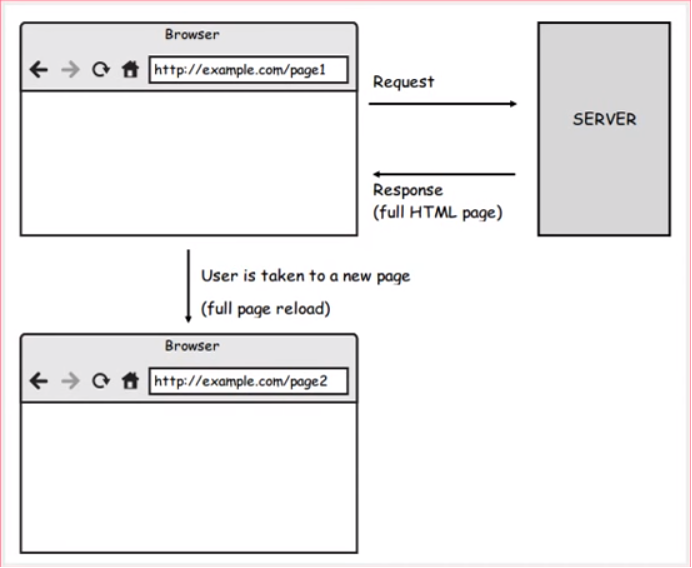 Browser
http://example.com/page1
Request
SERVER
Response
(full HTML page)
User is taken to a new page
(full page reload)
Browser
http://example.com/page2